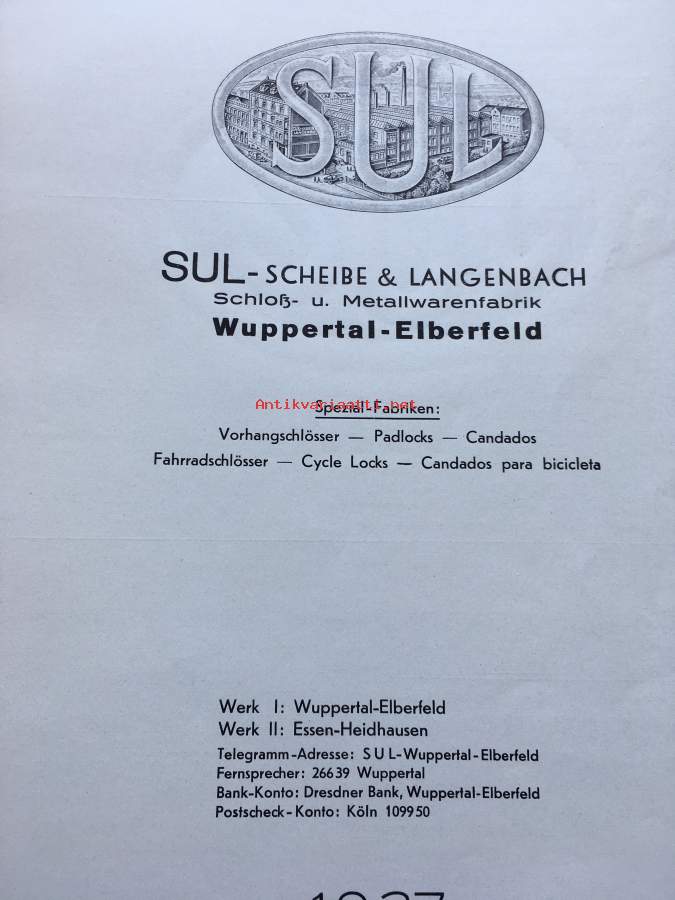 SUL
SUL-SCHEIBE & LANGENBACH
Schloß- u. Metallwarenfabrik
Wuppertal-Elberfeld
Antikvariaatti.net
Spezial-Fabriken:
Vorhangschlösser — Padlocks — Candados
Fahrradschlösser — Cycle Locks — Candados para bicicleta
Werk I: Wuppertal-Elberfeld
Werk II: Essen-Heidhausen
Telegramm-Adresse: SUL-Wuppertal-Elberfeld
Fernsprecher: 26639 Wuppertal
Bank-Konto: Dresdner Bank, Wuppertal-Elberfeld
Postscheck-Konto: Köln 109950